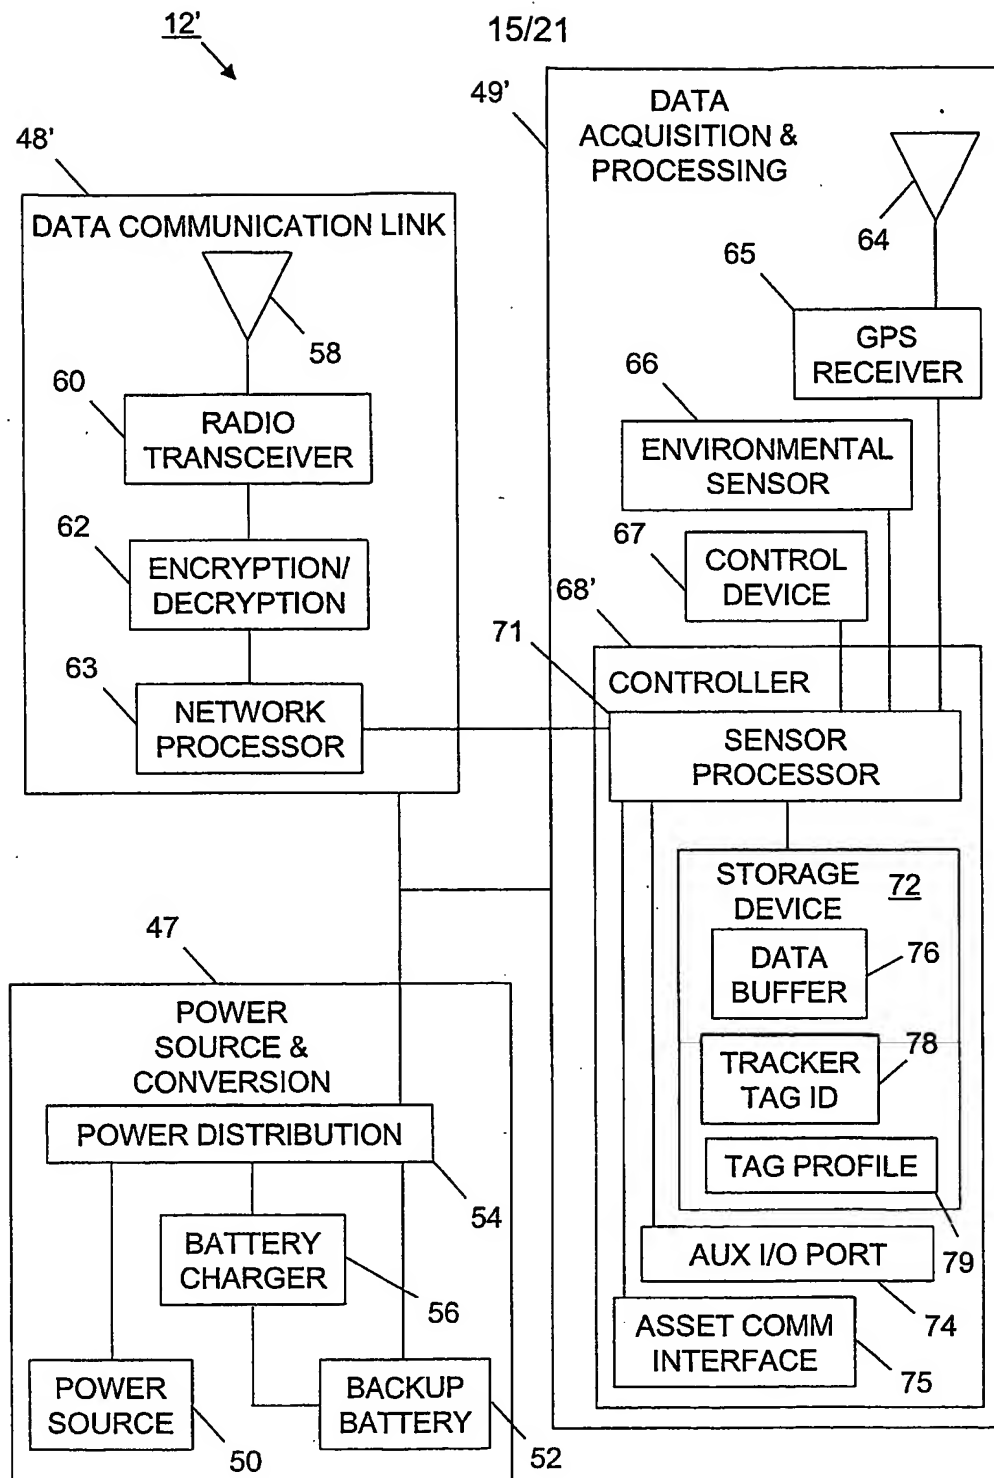 12'
15/21
49'
DATA
ACQUISITION &
PROCESSING
64
48'
DATA COMMUNICATION LINK
58
65
GPS
RECEIVER
60
RADIO
TRANSCEIVER
66
ENVIRONMENTAL
SENSOR
62
ENCRYPTION/
DECRYPTION
67
CONTROL
DEVICE
68'
71
CONTROLLER
63
NETWORK
PROCESSOR
SENSOR
PROCESSOR
STORAGE
DEVICE
72
DATA
BUFFER
76
TRACKER
TAG ID
78
TAG PROFILE
79
AUX I/O PORT
74
ASSET COMM
INTERFACE
75
47
POWER
SOURCE &
CONVERSION
POWER DISTRIBUTION
54
BATTERY
CHARGER
56
POWER
SOURCE
50
BACKUP
BATTERY
52